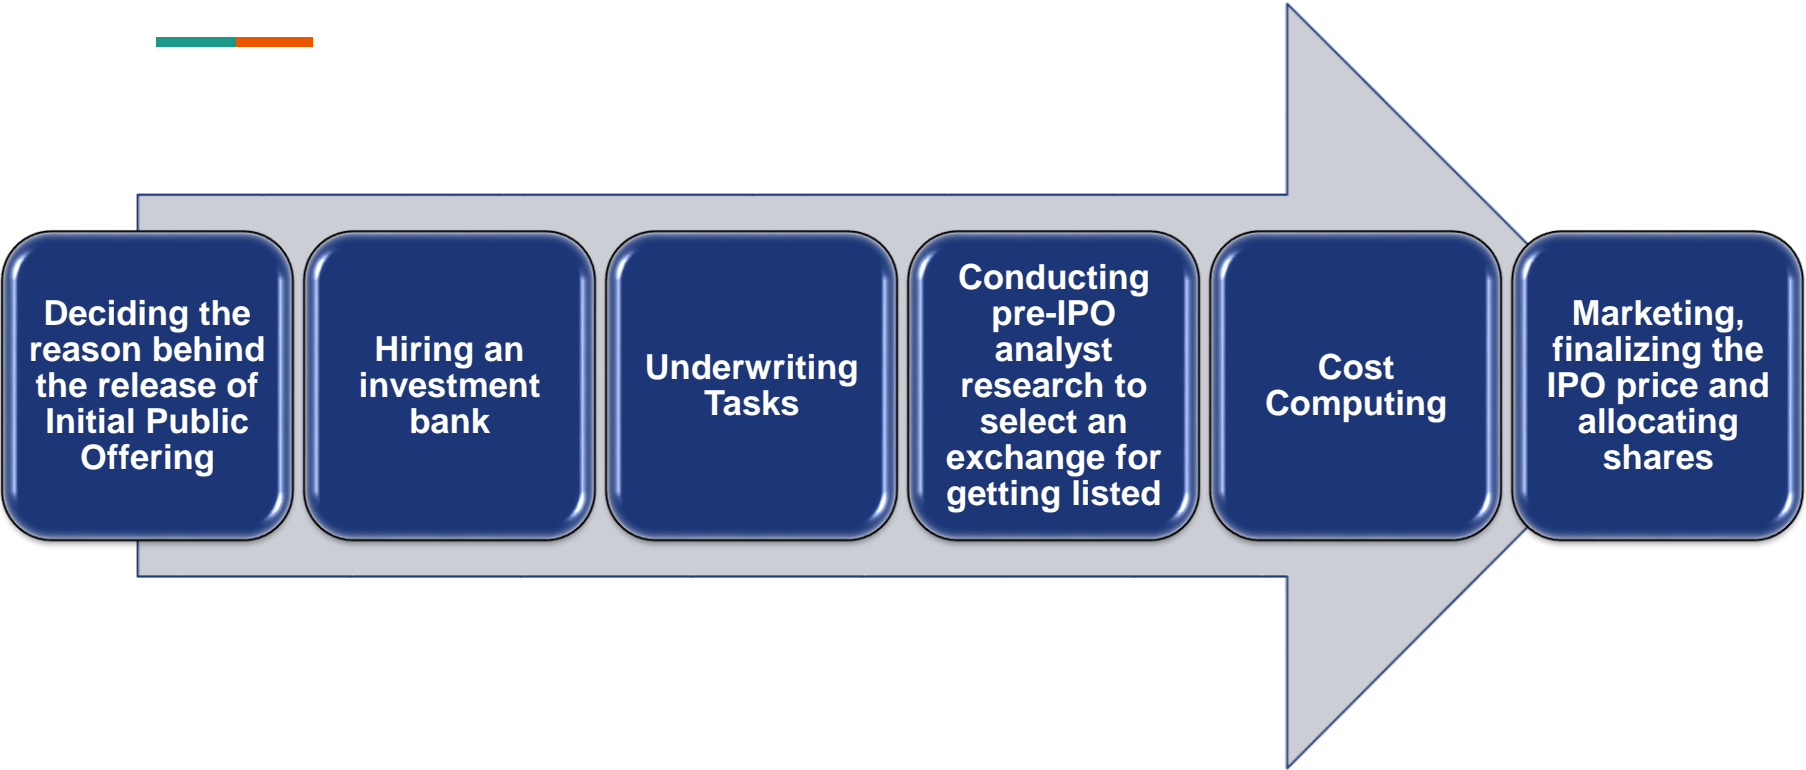 Deciding the
reason behind
the release of
Initial Public
Offering
Hiring an
investment
bank
Underwriting
Tasks
Conducting
pre-IPO
analyst
research to
select an
exchange for
getting listed
Cost
Computing
Marketing,
finalizing the
IPO price and
allocating
shares